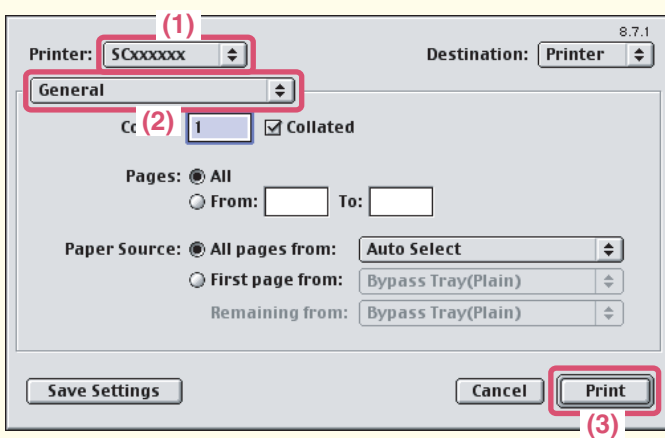 (1)
8.7.1
Printer: SCxxxxxx Destination: Printer
General
(2)
1 Collated
Pages: All
From: To:
Paper Source: All pages from: Auto Select
First page from: Bypass Tray(Plain)
Remaining from: Bypass Tray(Plain)
Save Settings Cancel Print
(3)